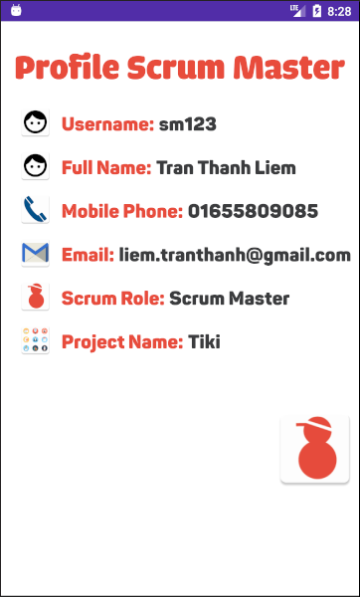 LTE 8:28
Profile Scrum Master
Username: sm123
Full Name: Tran Thanh Liem
Mobile Phone: 01655809085
Email: liem.tranthanh@gmail.com
Scrum Role: Scrum Master
Project Name: Tiki